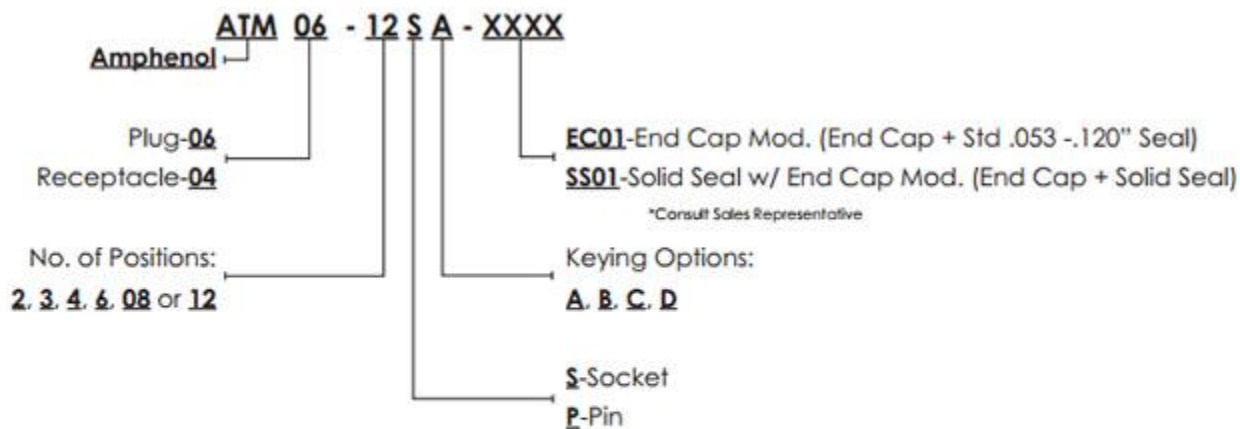 ATM 06 - 12 S A - XXXX
Amphenol
Plug-06
Receptacle-04
EC01-End Cap Mod. (End Cap + Std .053 -.120" Seal)
SS01-Solid Seal w/ End Cap Mod. (End Cap + Solid Seal)
*Consult Sales Representative
No. of Positions:
2, 3, 4, 6, 08 or 12
Keying Options:
A, B, C, D
S-Socket
P-Pin